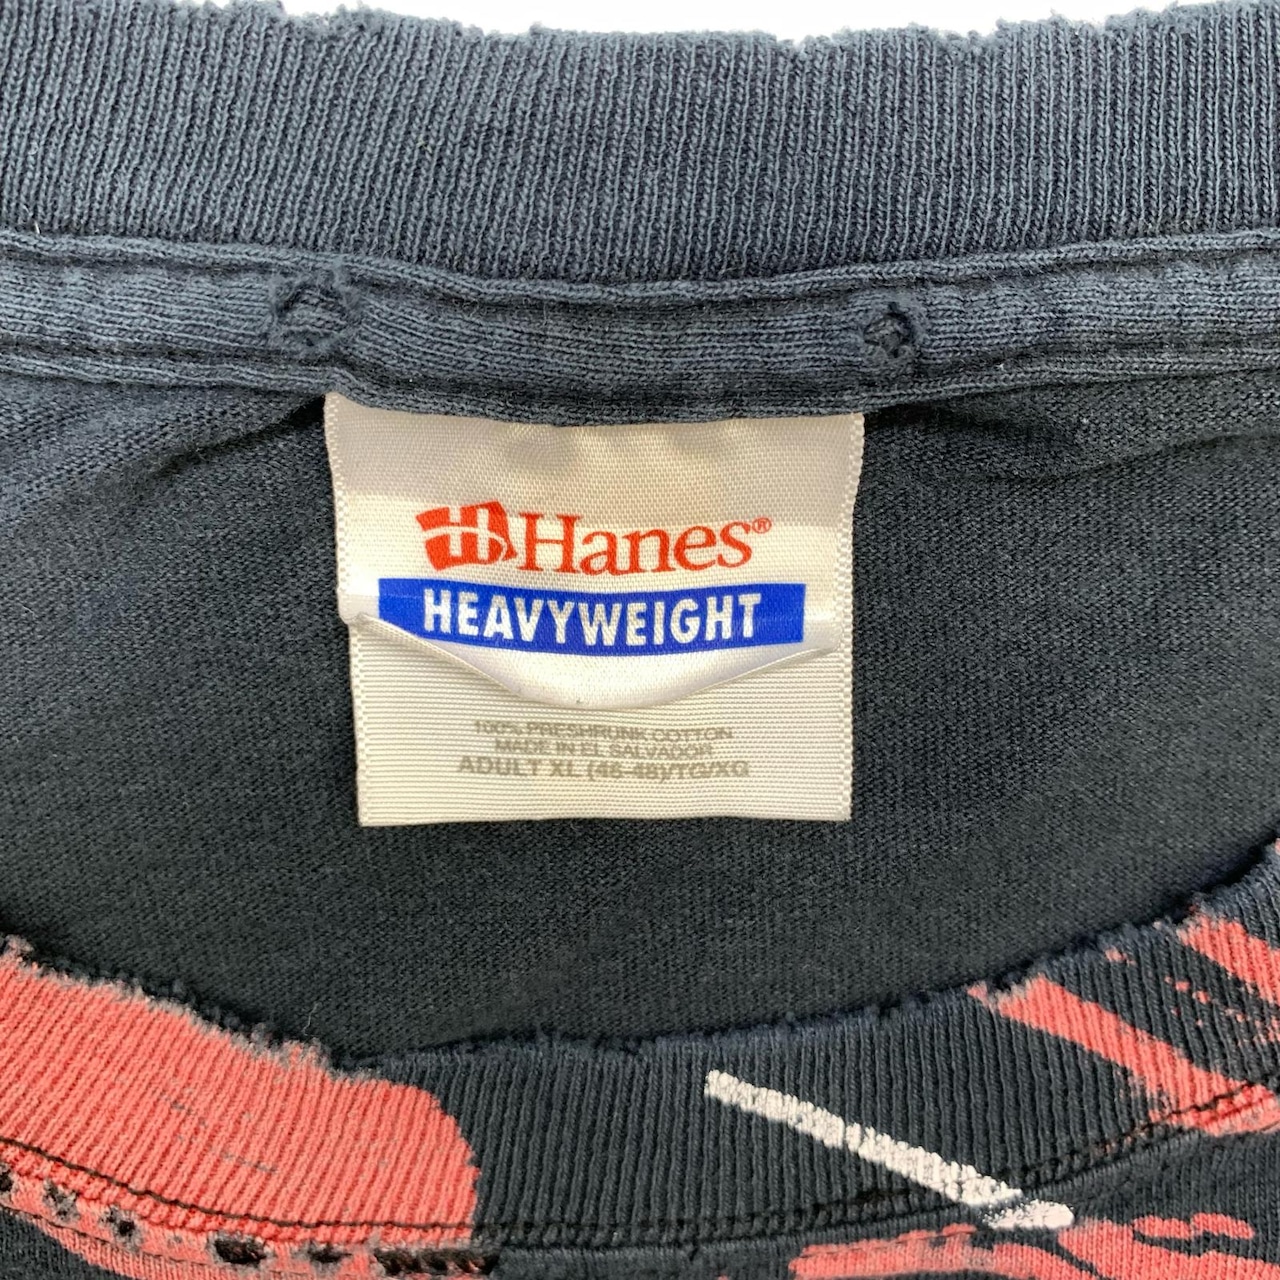 Hanes®
HEAVYWEIGHT
100% PRESHRUNK COTTON
MADE IN EL SALVADOR
ADULT XL (46-48)/TG/XG